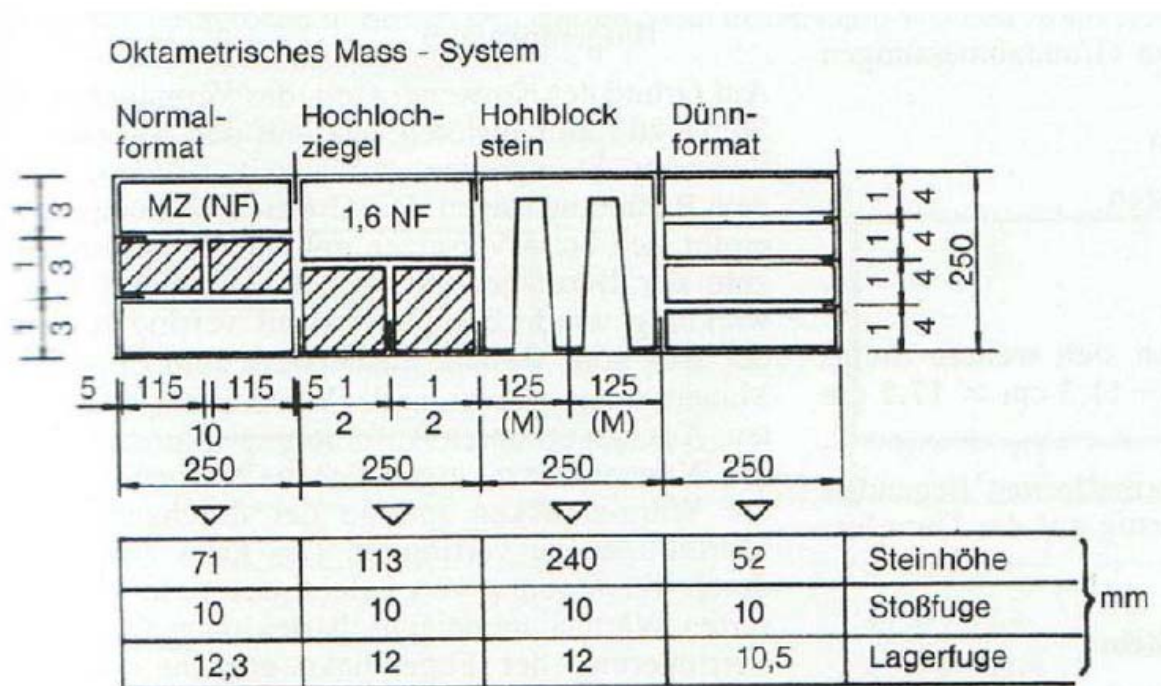 Oktametrisches Mass - System
Normal- Hochloch- Hohlblock Dünn-
format ziegel stein format
MZ (NF)
1,6 NF
1 3
1 3
1 3
1 4
1 4
1 4
1 4
250
5 115 115 5 1 1 125 125
10 2 2 (M) (M)
250 250 250 250
71 113 240 52 Steinhöhe
10 10 10 10 Stoßfuge
12,3 12 12 10,5 Lagerfuge
mm